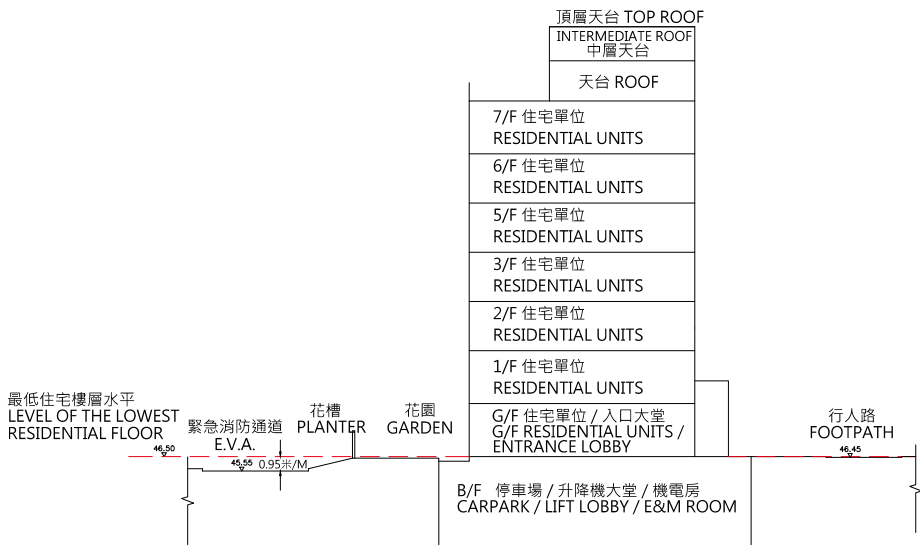 頂層天台 TOP ROOF
INTERMEDIATE ROOF
中層天台
天台 ROOF
7/F 住宅單位
RESIDENTIAL UNITS
6/F 住宅單位
RESIDENTIAL UNITS
5/F 住宅單位
RESIDENTIAL UNITS
3/F 住宅單位
RESIDENTIAL UNITS
2/F 住宅單位
RESIDENTIAL UNITS
1/F 住宅單位
RESIDENTIAL UNITS
G/F 住宅單位 / 入口大堂
G/F RESIDENTIAL UNITS /
ENTRANCE LOBBY
B/F 停車場 / 升降機大堂 / 機電房
CARPARK / LIFT LOBBY / E&M ROOM
最低住宅樓層水平
LEVEL OF THE LOWEST
RESIDENTIAL FLOOR
46.50
緊急消防通道
E.V.A.
45.55
0.95米/M
花槽
PLANTER
花園
GARDEN
行人路
FOOTPATH
46.45